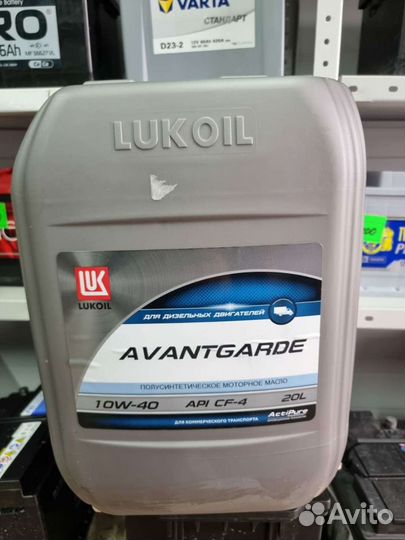 Battery
VARTA
СТАНДАРТ
D23-2
LUKOIL
LUKOIL
ДЛЯ ДИЗЕЛЬНЫХ ДВИГАТЕЛЕЙ
AVANTGARDE
ПОЛУСИНТЕТИЧЕСКОЕ МОТОРНОЕ МАСЛО
10W-40 API CF-4 20L
ActiPure
ДЛЯ КОММЕРЧЕСКОГО ТРАНСПОРТА
Avito